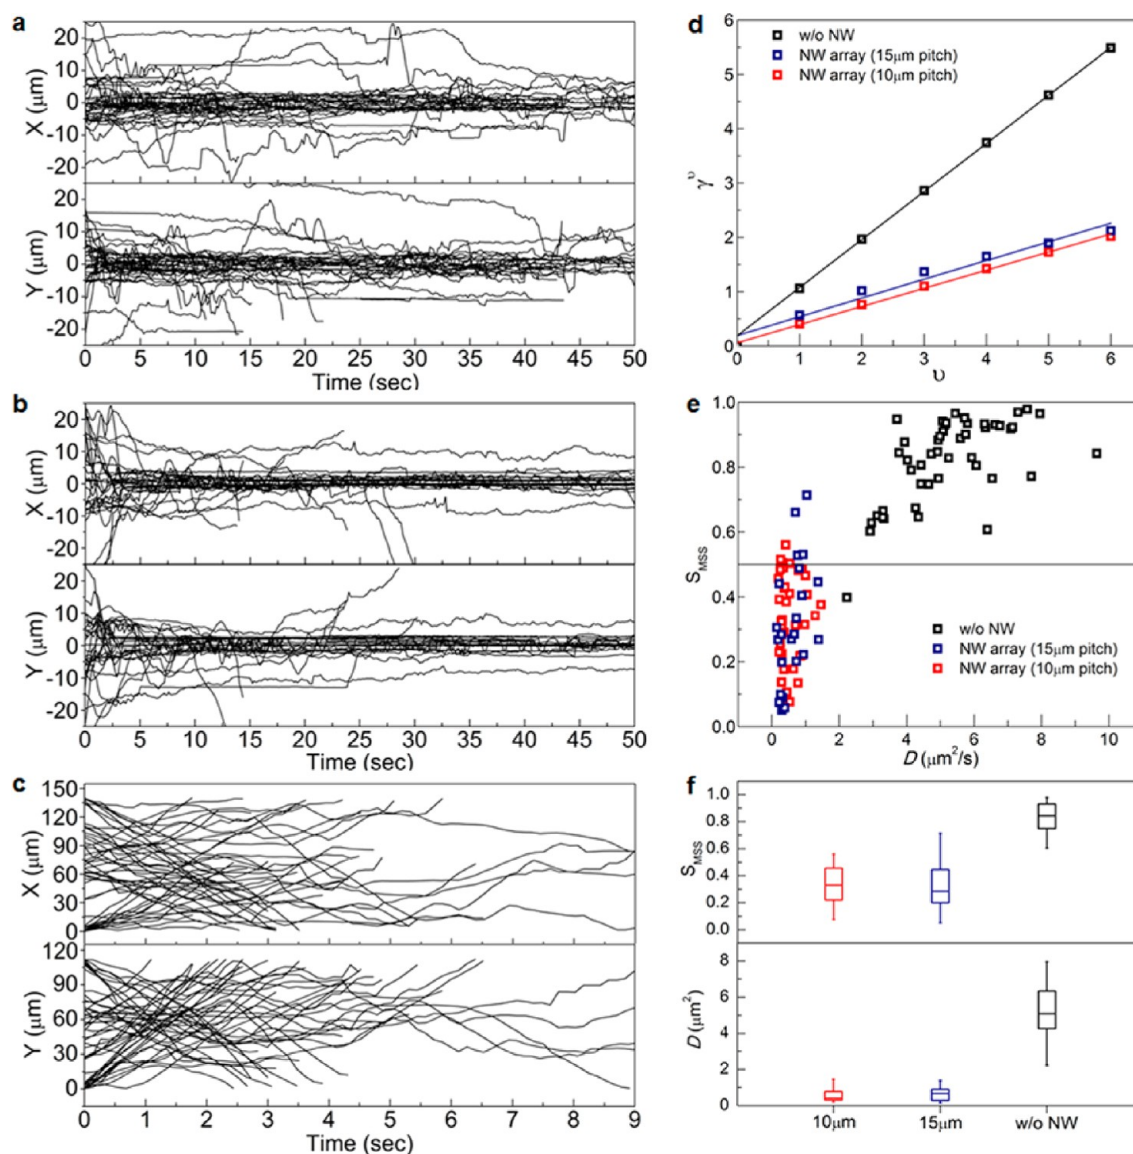 a
X (μm)
20
10
0
-10
-20
Y (μm)
20
10
0
-10
-20
0 5 10 15 20 25 30 35 40 45 50
Time (sec)
b
X (μm)
20
10
0
-10
-20
Y (μm)
20
10
0
-10
-20
0 5 10 15 20 25 30 35 40 45 50
Time (sec)
c
X (μm)
150
120
90
60
30
0
Y (μm)
120
90
60
30
0
0 1 2 3 4 5 6 7 8 9
Time (sec)
d
w/o NW
NW array (15μm pitch)
NW array (10μm pitch)
γ^υ
6
5
4
3
2
1
0
0 1 2 3 4 5 6
υ
e
S_MSS
1.0
0.8
0.6
0.4
0.2
0.0
w/o NW
NW array (15μm pitch)
NW array (10μm pitch)
0 2 4 6 8 10
D (μm²/s)
f
S_MSS
1.0
0.8
0.6
0.4
0.2
0.0
D (μm²)
8
6
4
2
0
10μm 15μm w/o NW